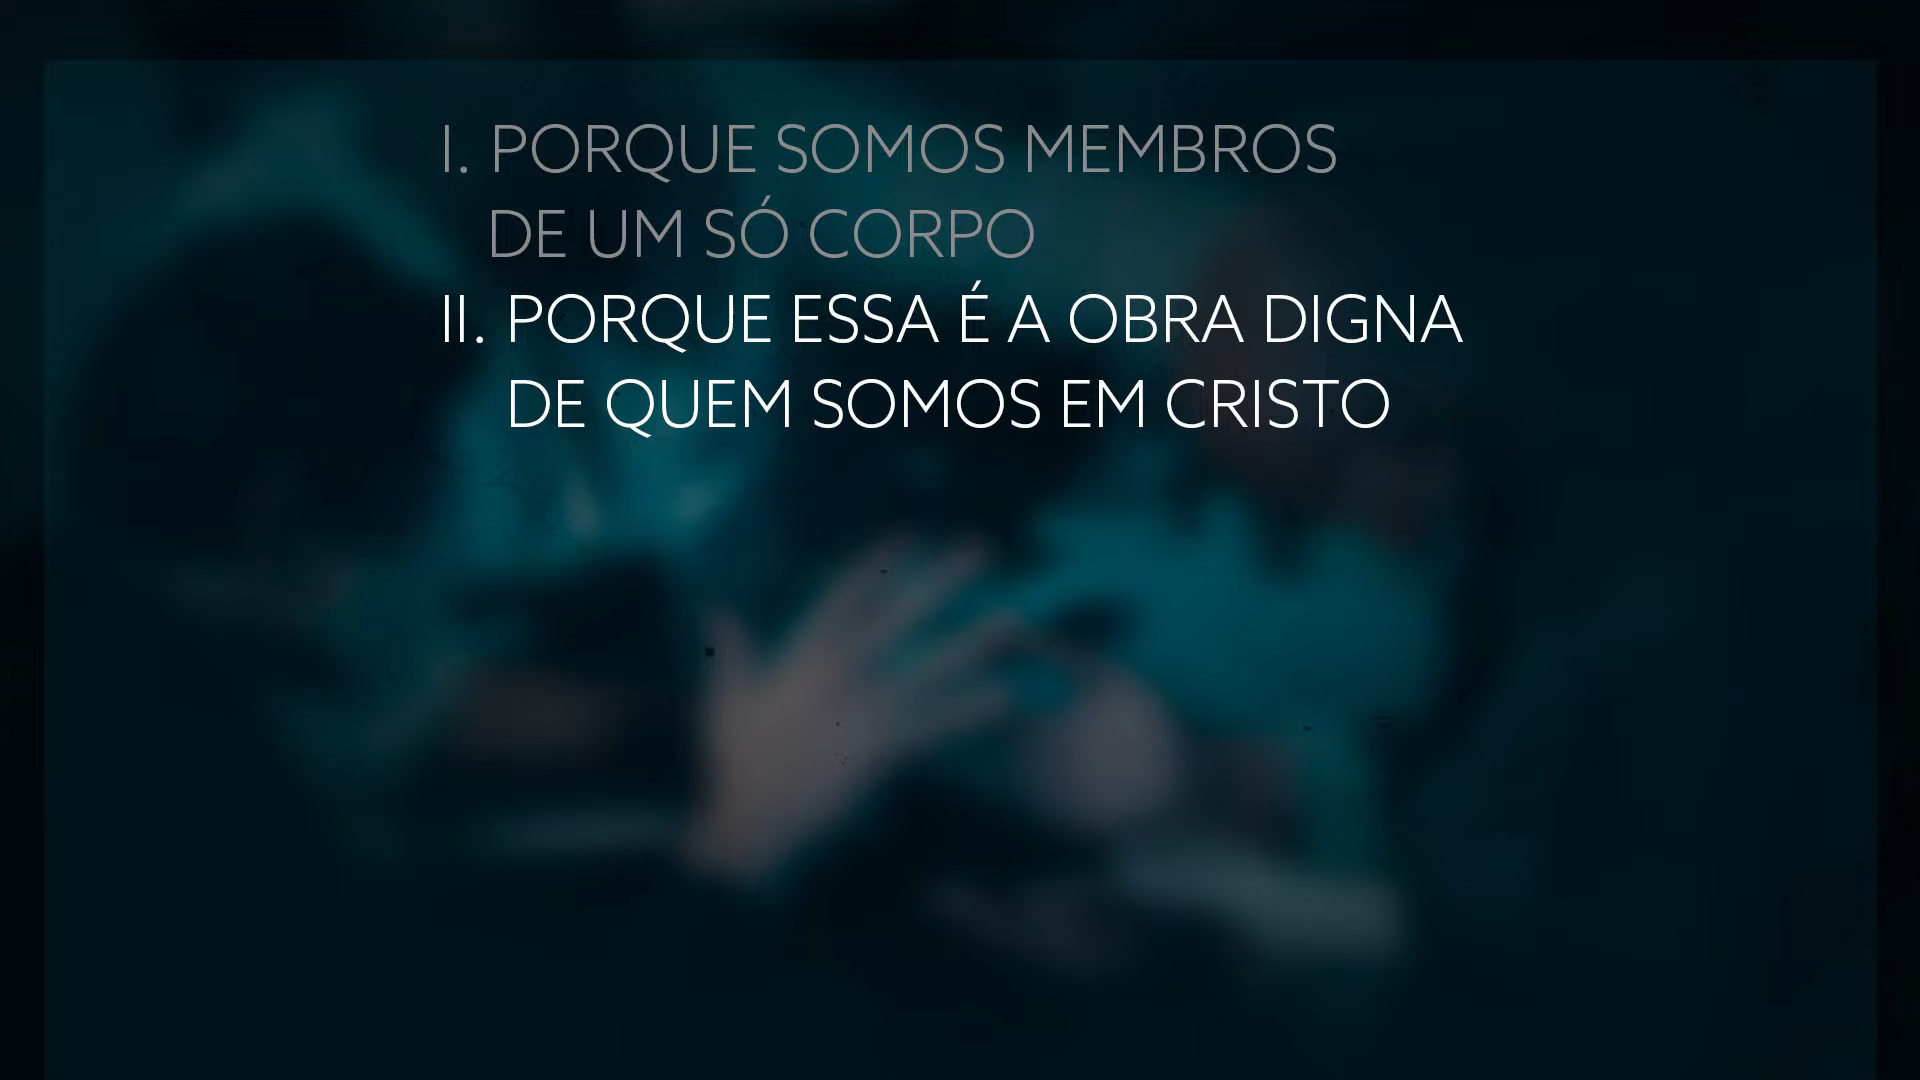 I. PORQUE SOMOS MEMBROS
DE UM SÓ CORPO
II. PORQUE ESSA É A OBRA DIGNA
DE QUEM SOMOS EM CRISTO